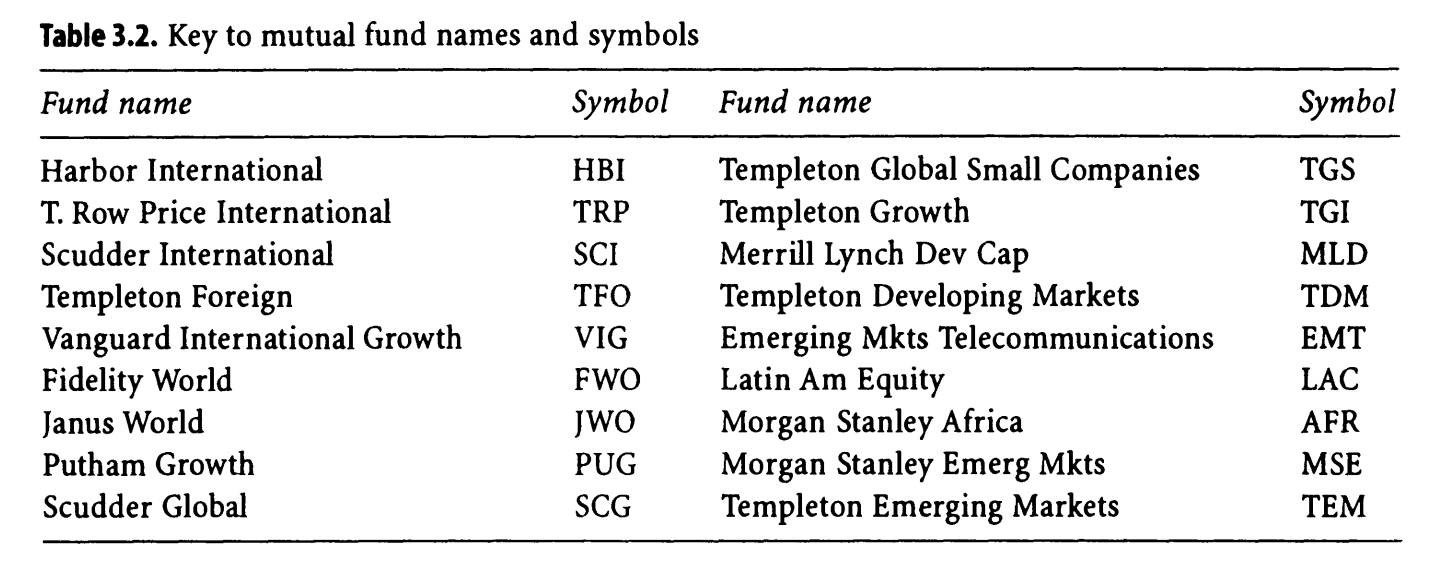 Table 3.2. Key to mutual fund names and symbols
Fund name Symbol Fund name Symbol
Harbor International HBI Templeton Global Small Companies TGS
T. Row Price International TRP Templeton Growth TGI
Scudder International SCI Merrill Lynch Dev Cap MLD
Templeton Foreign TFO Templeton Developing Markets TDM
Vanguard International Growth VIG Emerging Mkts Telecommunications EMT
Fidelity World FWO Latin Am Equity LAC
Janus World JWO Morgan Stanley Africa AFR
Putham Growth PUG Morgan Stanley Emerg Mkts MSE
Scudder Global SCG Templeton Emerging Markets TEM